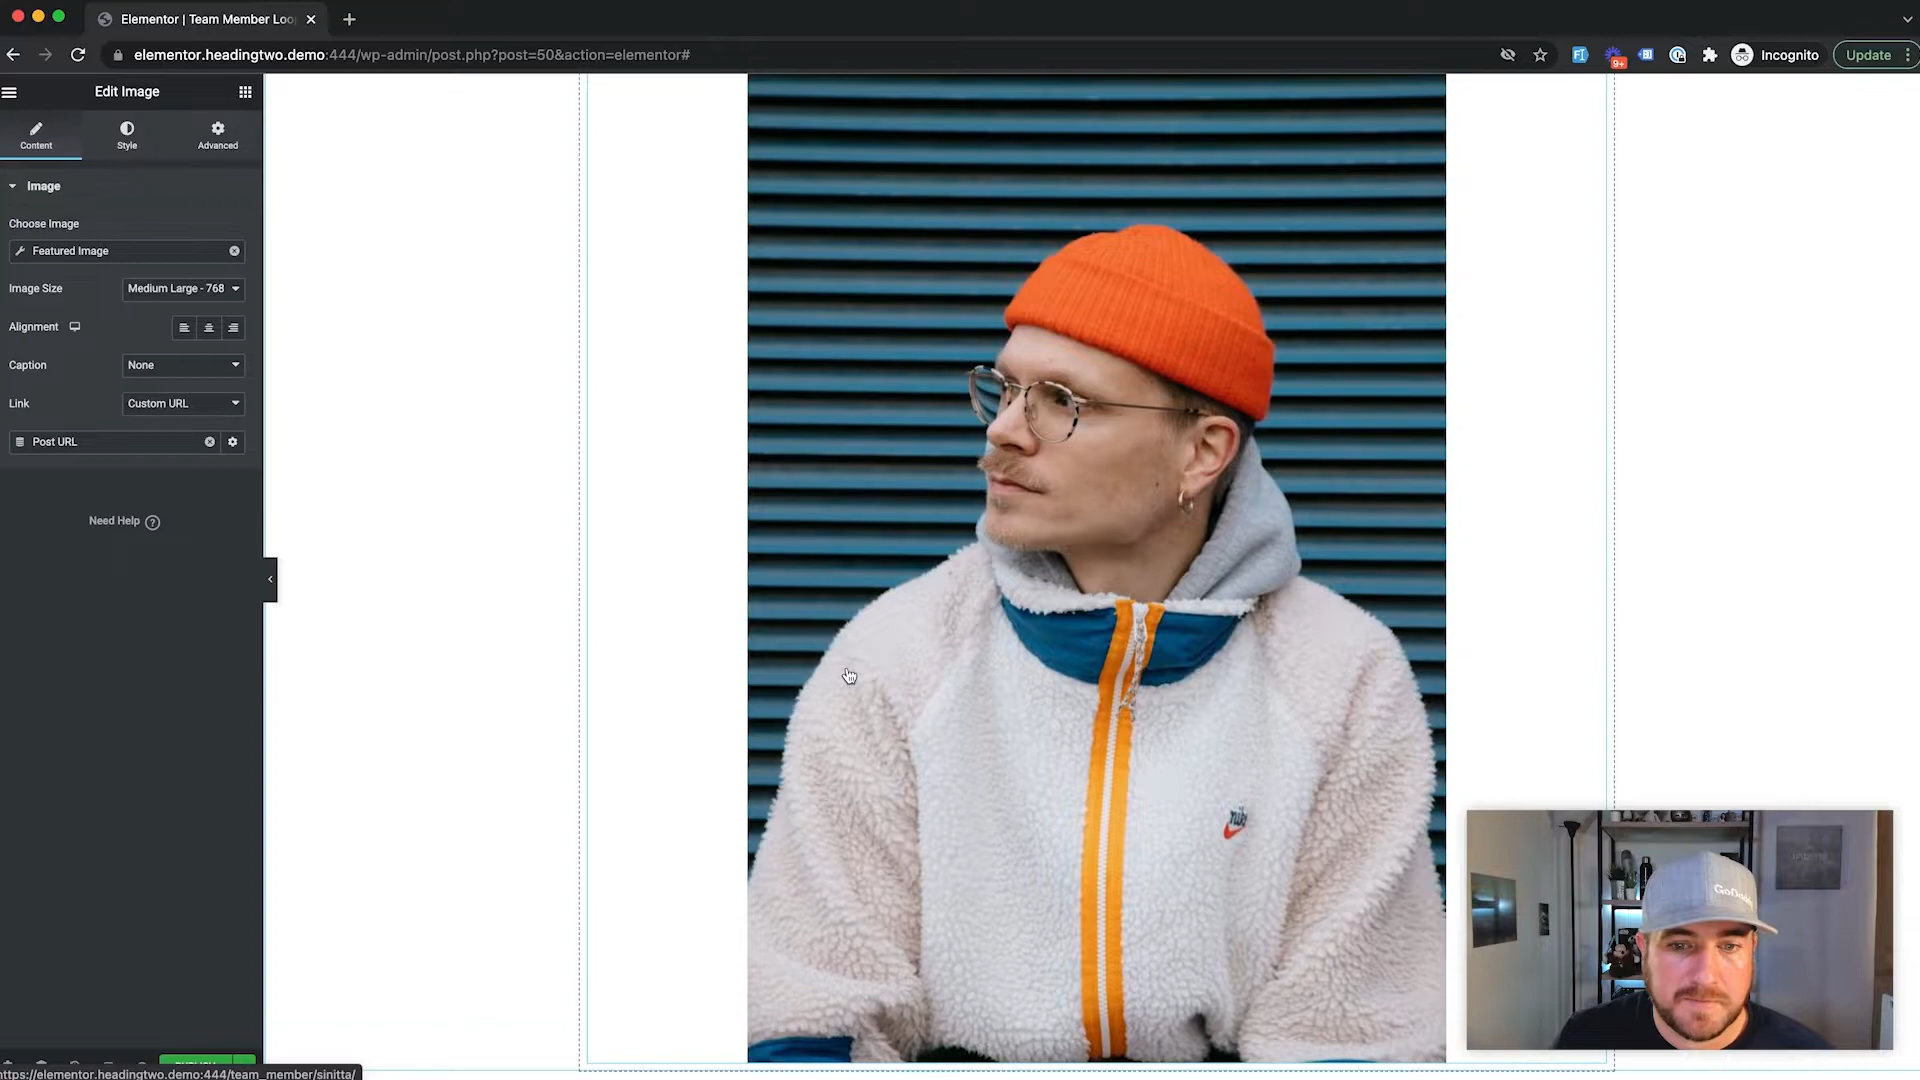 Elementor | Team Member Loo
elementor.headingtwo.demo:444/wp-admin/post.php?post=50&action=elementor#
9+
Incognito
Update
Edit Image
Content
Style
Advanced
Image
Choose Image
Featured Image
Image Size
Medium Large - 768
Alignment
Caption
None
Link
Custom URL
Post URL
Need Help ?
https://elementor.headingtwo.demo:444/team_member/sinitta/